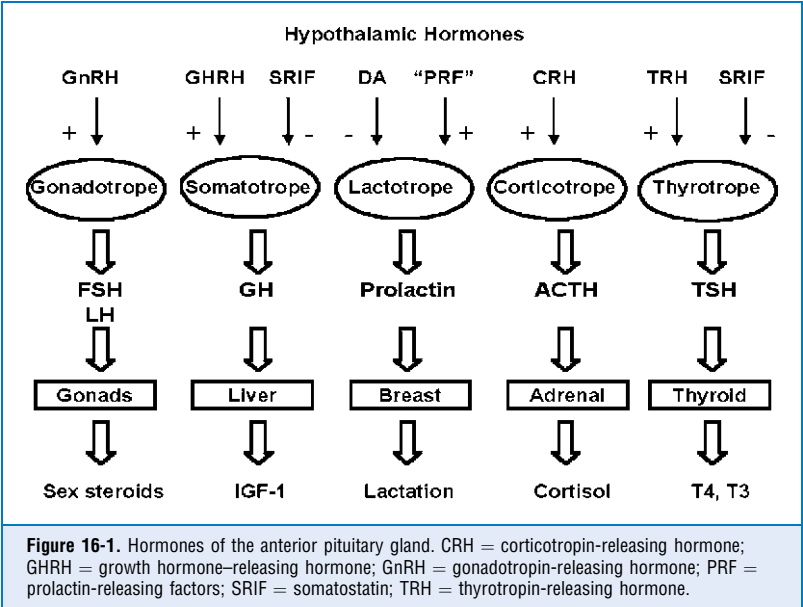 Hypothalamic Hormones
GnRH GHRH SRIF DA “PRF” CRH TRH SRIF
+ + - - + + + -
Gonadotrope Somatotrope Lactotrope Corticotrope Thyrotrope
FSH GH Prolactin ACTH TSH
LH
Gonads Liver Breast Adrenal Thyroid
Sex steroids IGF-1 Lactation Cortisol T4, T3
Figure 16-1. Hormones of the anterior pituitary gland. CRH = corticotropin-releasing hormone;
GHRH = growth hormone–releasing hormone; GnRH = gonadotropin-releasing hormone; PRF =
prolactin-releasing factors; SRIF = somatostatin; TRH = thyrotropin-releasing hormone.